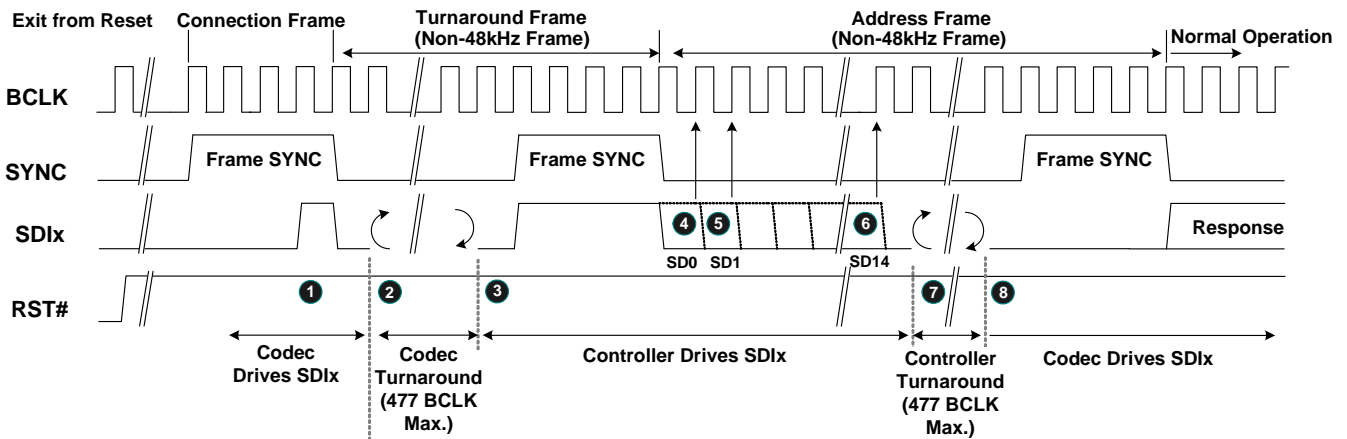 Exit from Reset
Connection Frame
Turnaround Frame
(Non-48kHz Frame)
Address Frame
(Non-48kHz Frame)
Normal Operation
BCLK
SYNC
Frame SYNC
Frame SYNC
Frame SYNC
SDIx
4
5
6
Response
SD0
SD1
SD14
RST#
1
2
3
7
8
Codec
Drives SDIx
Codec
Turnaround
(477 BCLK
Max.)
Controller Drives SDIx
Controller
Turnaround
(477 BCLK
Max.)
Codec Drives SDIx